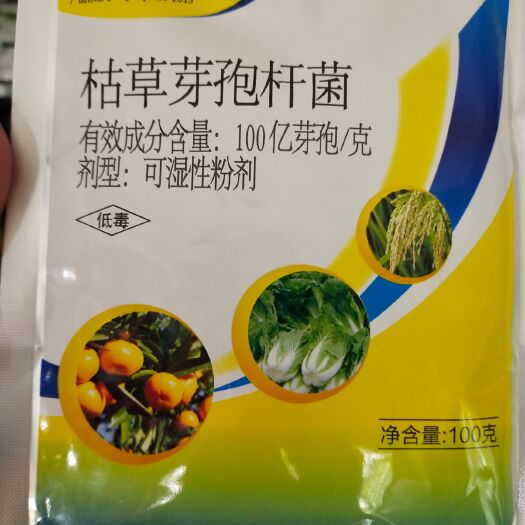 枯草芽孢杆菌
有效成分含量：100亿芽孢/克
剂型：可湿性粉剂
低毒
净含量:100克